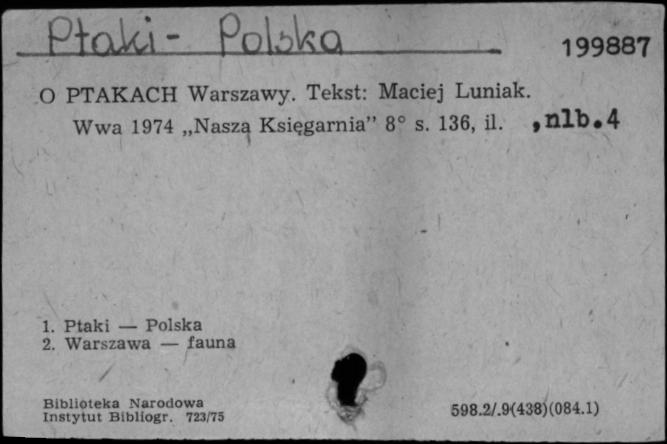 Ptaki - Polska
199887
O PTAKACH Warszawy. Tekst: Maciej Luniak.
Wwa 1974 „Nasza Księgarnia” 8° s. 136, il. , nlb. 4
1. Ptaki — Polska
2. Warszawa — fauna
Biblioteka Narodowa
Instytut Bibliogr. 723/75
598.2/.9(438)(084.1)